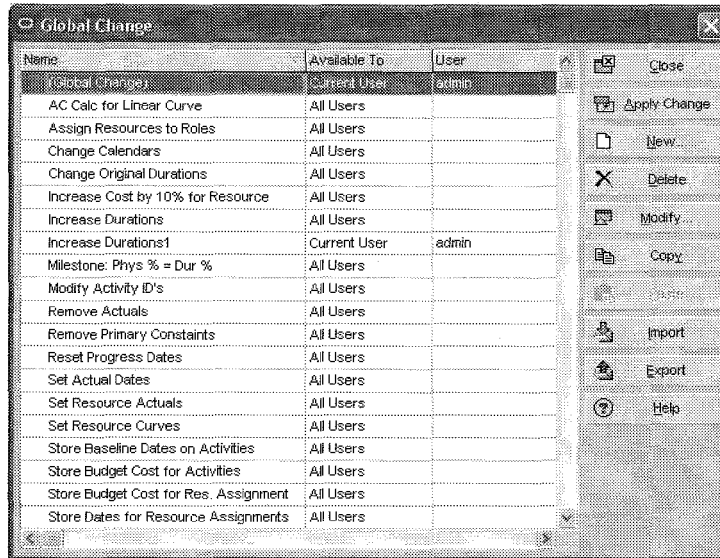 Global Change
Name Available To User
(Global Change) Current User admin
AC Calc for Linear Curve All Users
Assign Resources to Roles All Users
Change Calendars All Users
Change Original Durations All Users
Increase Cost by 10% for Resource All Users
Increase Durations All Users
Increase Durations1 Current User admin
Milestone: Phys % = Dur % All Users
Modify Activity ID's All Users
Remove Actuals All Users
Remove Primary Constaints All Users
Reset Progress Dates All Users
Set Actual Dates All Users
Set Resource Actuals All Users
Set Resource Curves All Users
Store Baseline Dates on Activities All Users
Store Budget Cost for Activities All Users
Store Budget Cost for Res. Assignment All Users
Store Dates for Resource Assignments All Users
Close
Apply Change
New...
Delete
Modify...
Copy
Import
Export
Help